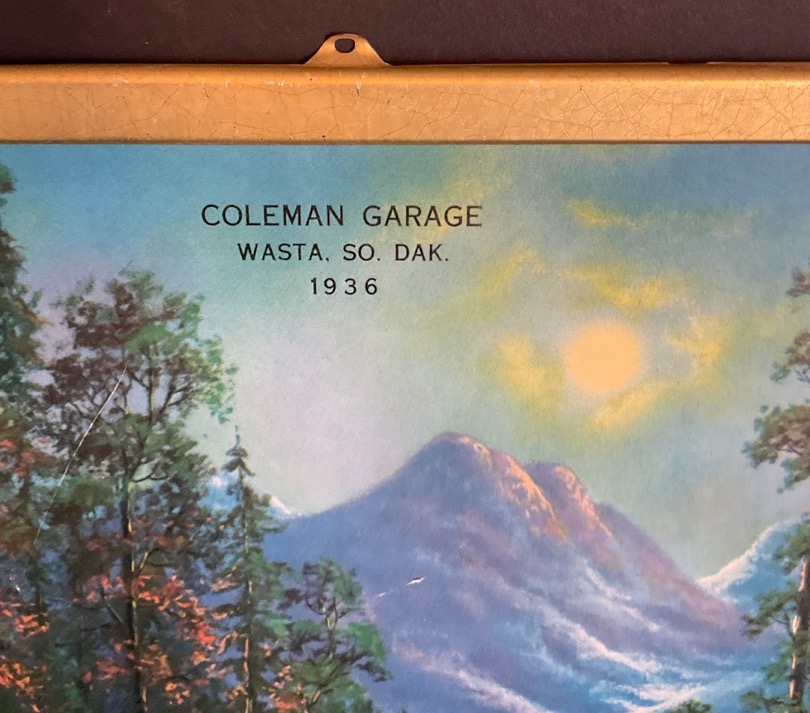 COLEMAN GARAGE
WASTA, SO. DAK.
1936